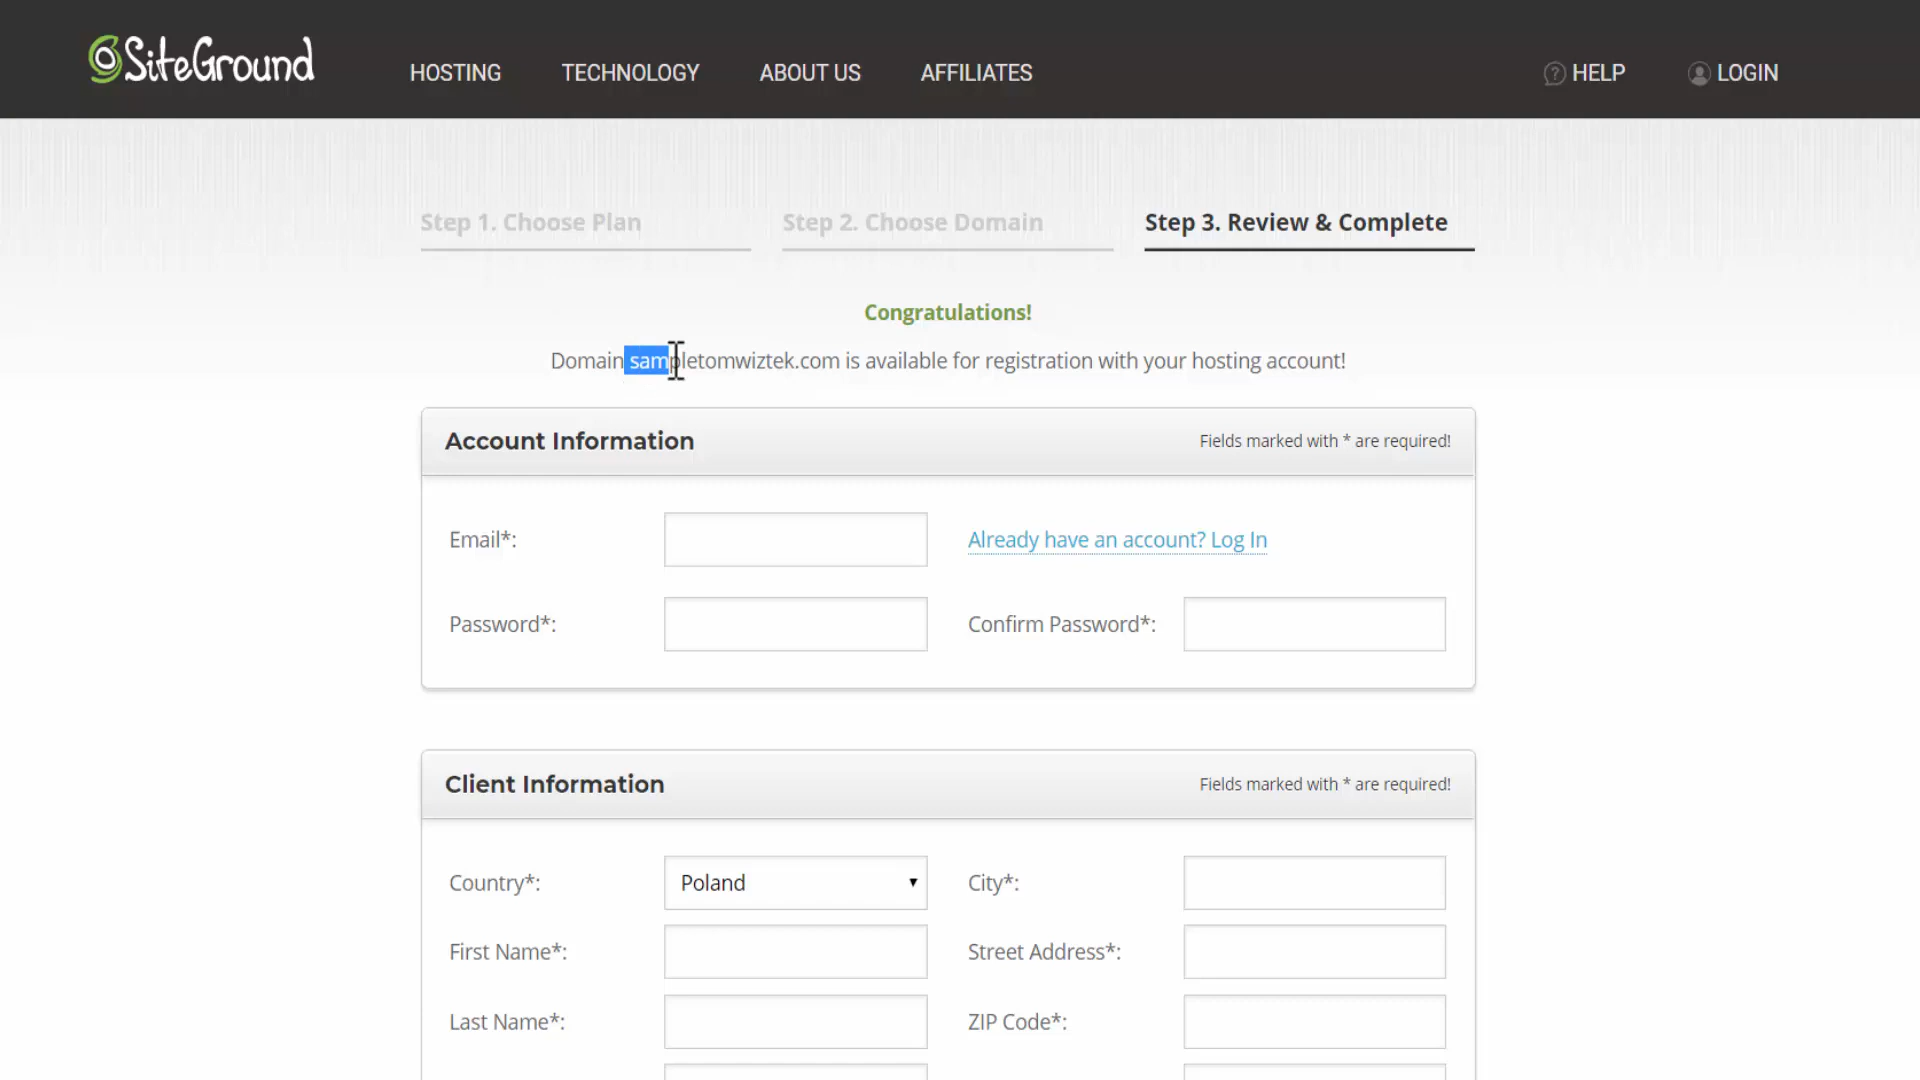 SiteGround
HOSTING
TECHNOLOGY
ABOUT US
AFFILIATES
HELP
LOGIN
Step 1. Choose Plan
Step 2. Choose Domain
Step 3. Review & Complete
Congratulations!
Domain sampletomwiztek.com is available for registration with your hosting account!
Account Information
Fields marked with * are required!
Email*:
Already have an account? Log In
Password*:
Confirm Password*:
Client Information
Fields marked with * are required!
Country*:
Poland
City*:
First Name*:
Street Address*:
Last Name*:
ZIP Code*: